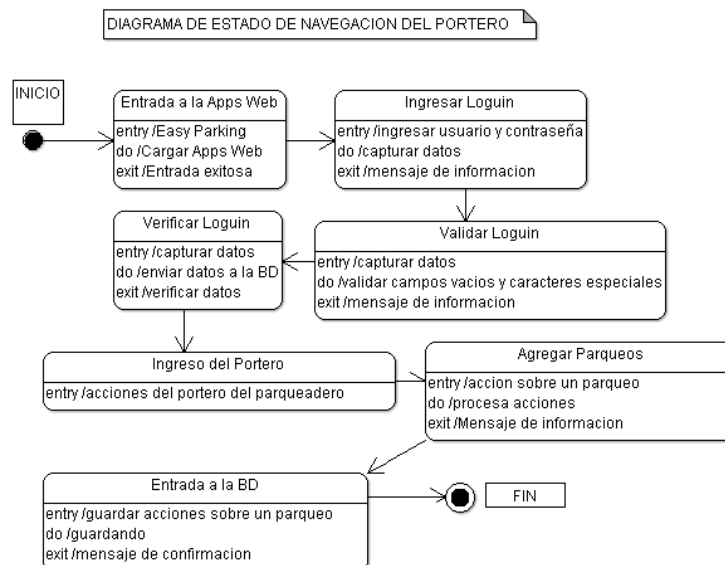 DIAGRAMA DE ESTADO DE NAVEGACION DEL PORTERO
INICIO
Entrada a la Apps Web
entry /Easy Parking
do /Cargar Apps Web
exit /Entrada exitosa
Ingresar Loguin
entry /ingresar usuario y contraseña
do /capturar datos
exit /mensaje de informacion
Validar Loguin
entry /capturar datos
do /validar campos vacios y caracteres especiales
exit /mensaje de informacion
Verificar Loguin
entry /capturar datos
do /enviar datos a la BD
exit /verificar datos
Ingreso del Portero
entry /acciones del portero del parqueadero
Agregar Parqueos
entry /accion sobre un parqueo
do /procesa acciones
exit /Mensaje de informacion
Entrada a la BD
entry /guardar acciones sobre un parqueo
do /guardando
exit /mensaje de confirmacion
FIN